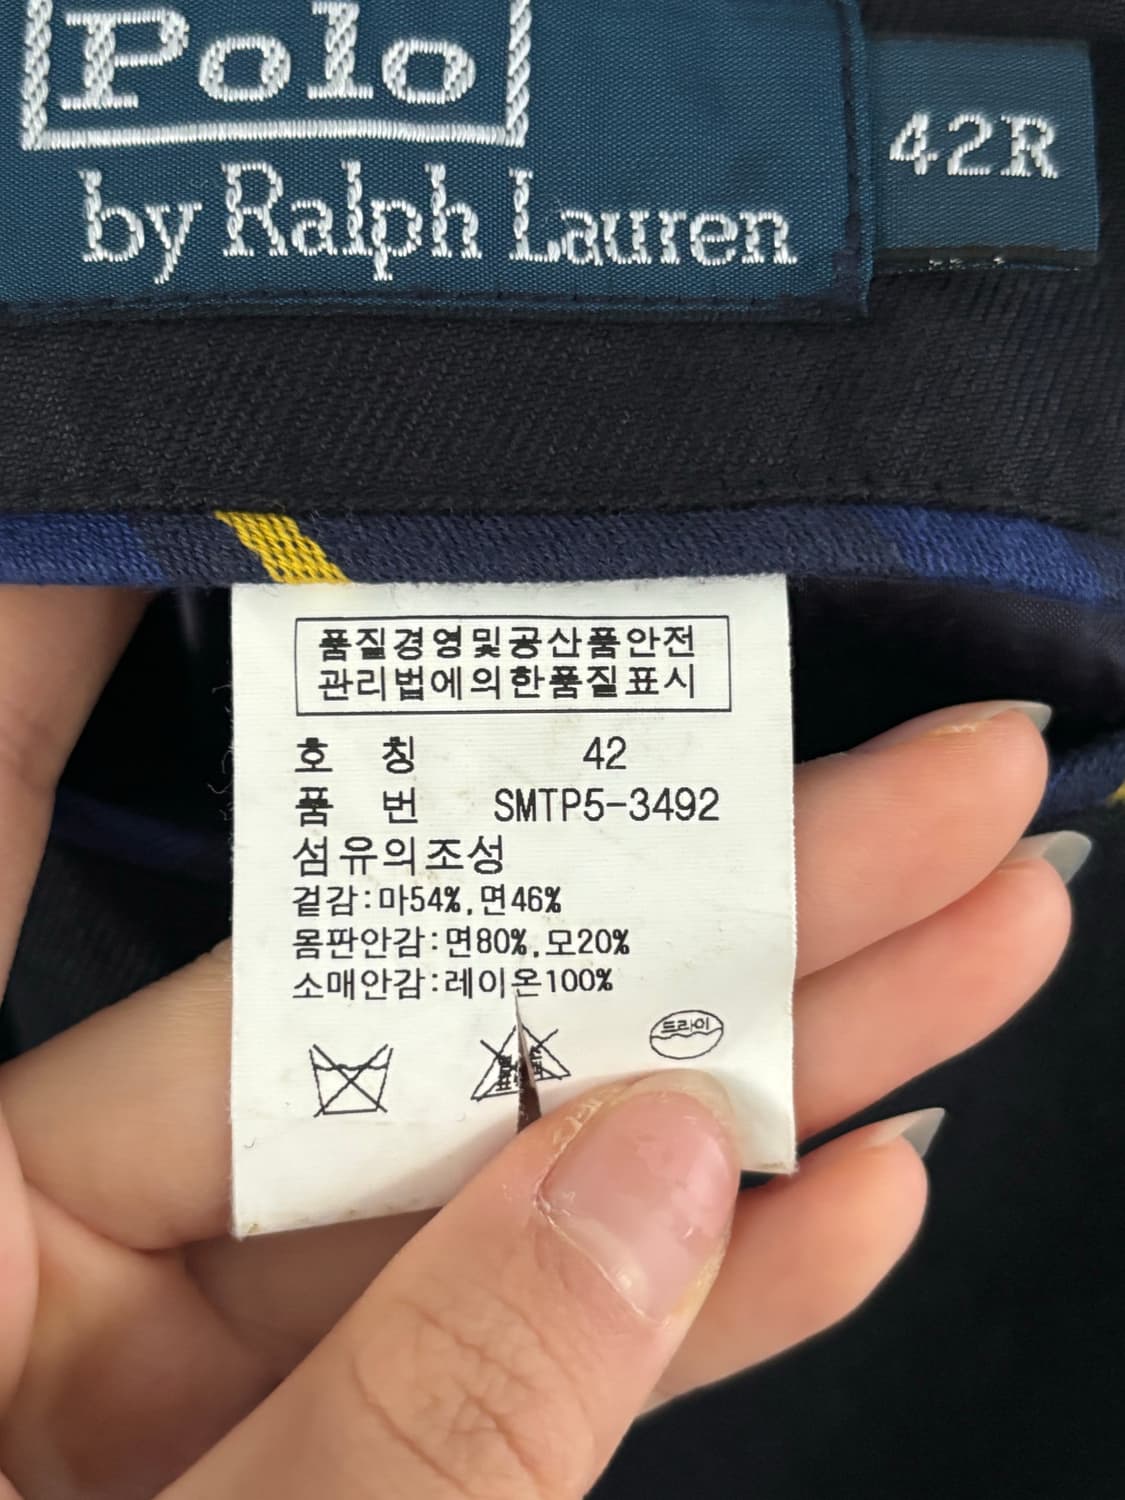 Polo
by Ralph Lauren
42R
품질경영및공산품안전
관리법에의한품질표시
호 칭 42
품 번 SMTP5-3492
섬유의조성
겉감:마54%,면46%
몸판안감:면80%,모20%
소매안감:레이온100%
드라이